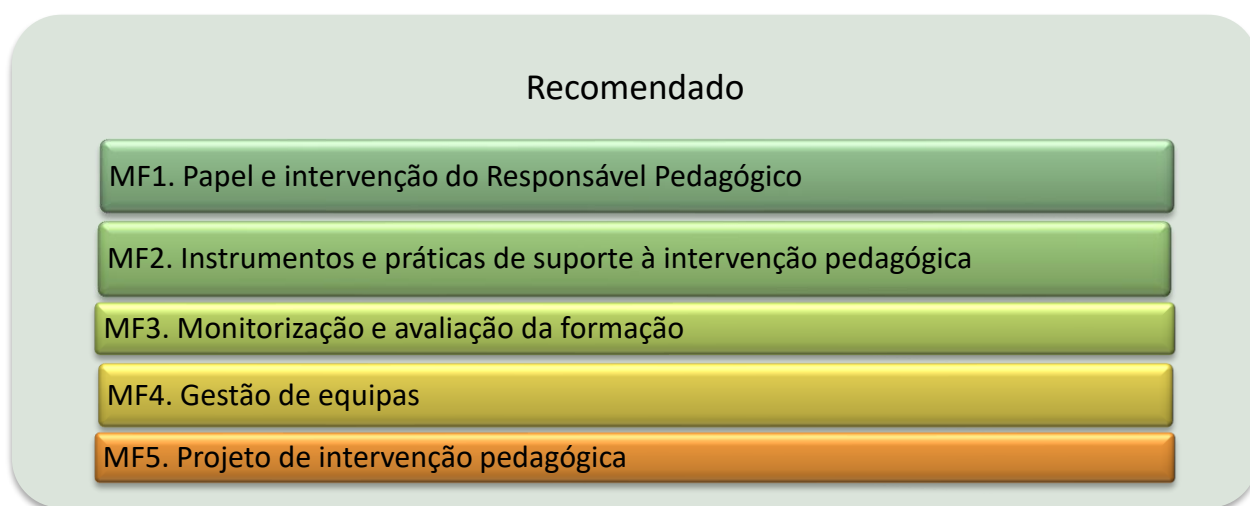 Recomendado
MF1. Papel e intervenção do Responsável Pedagógico
MF2. Instrumentos e práticas de suporte à intervenção pedagógica
MF3. Monitorização e avaliação da formação
MF4. Gestão de equipas
MF5. Projeto de intervenção pedagógica